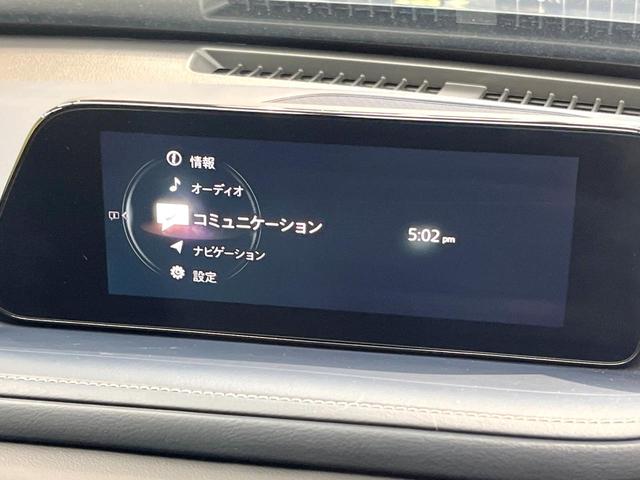 情報
オーディオ
コミュニケーション
5:02 pm
ナビゲーション
設定